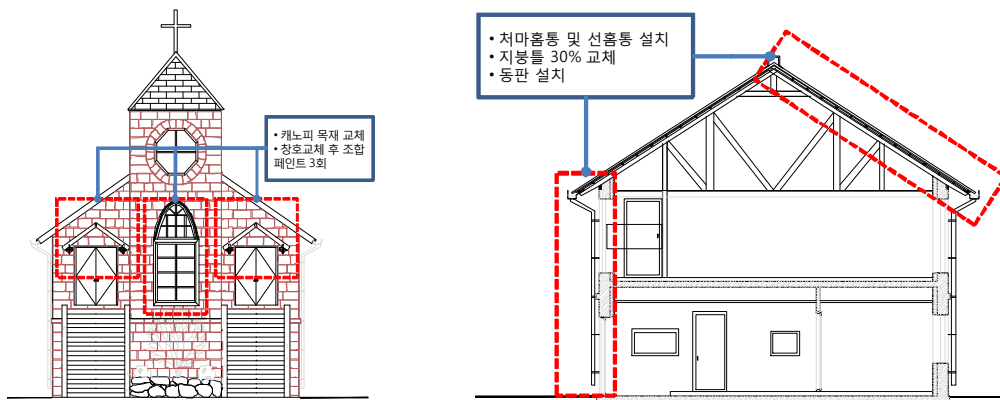 • 캐노피 목재 교체
• 창호교체 후 조합
페인트 3회
• 처마홈통 및 선홈통 설치
• 지붕틀 30% 교체
• 동판 설치